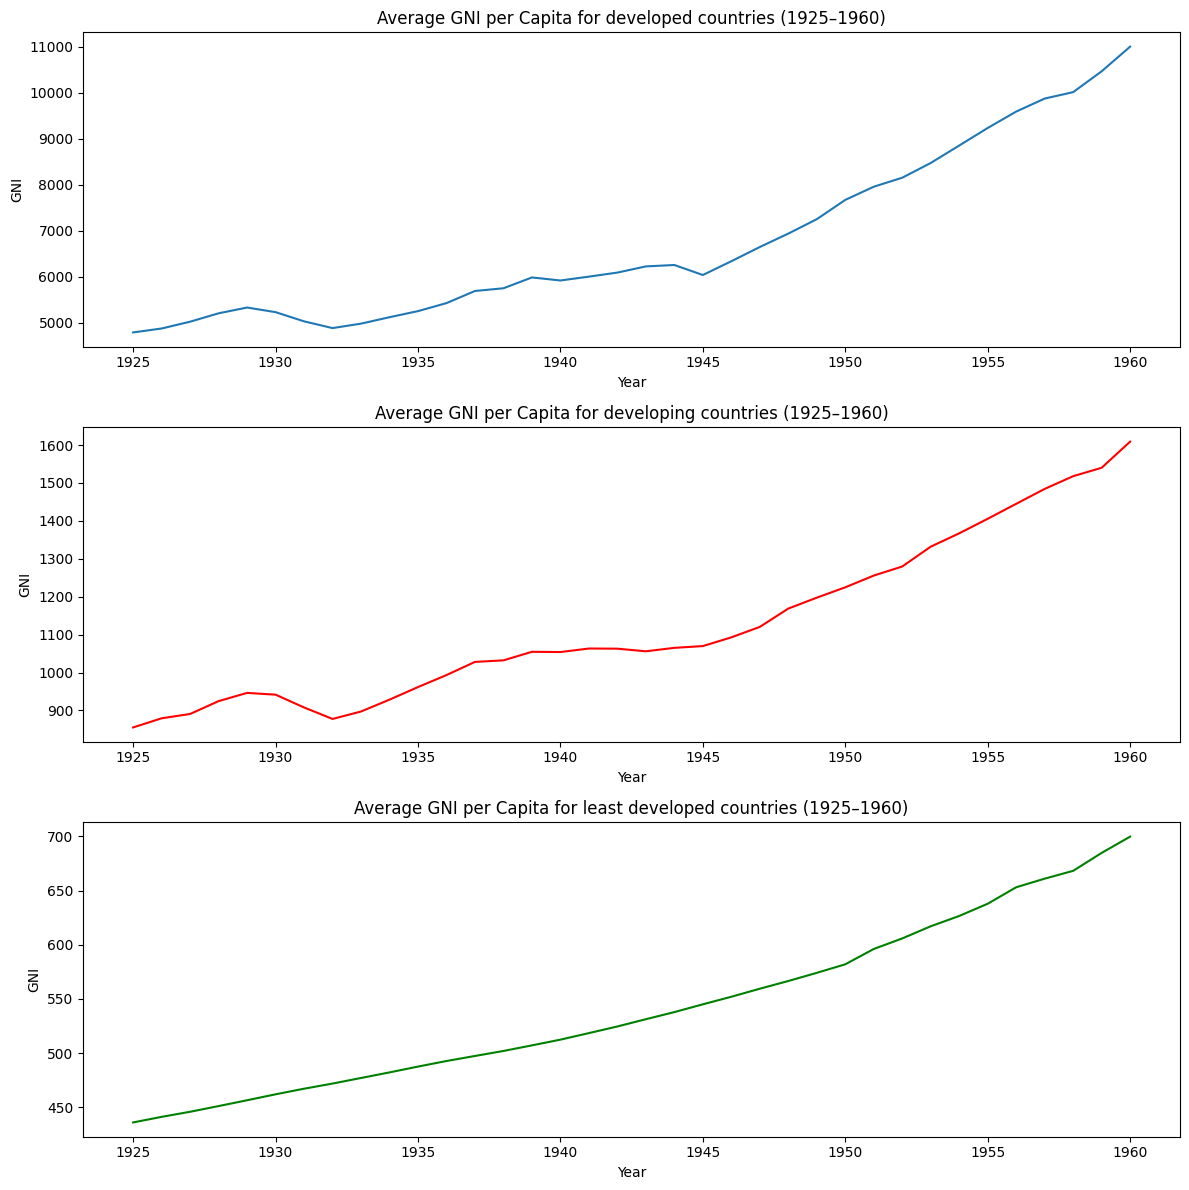 Average GNI per Capita for developed countries (1925–1960)
11000
10000
9000
8000
7000
6000
5000
GNI
1925 1930 1935 1940 1945 1950 1955 1960
Year
Average GNI per Capita for developing countries (1925–1960)
1600
1500
1400
1300
1200
1100
1000
900
GNI
1925 1930 1935 1940 1945 1950 1955 1960
Year
Average GNI per Capita for least developed countries (1925–1960)
700
650
600
550
500
450
GNI
1925 1930 1935 1940 1945 1950 1955 1960
Year